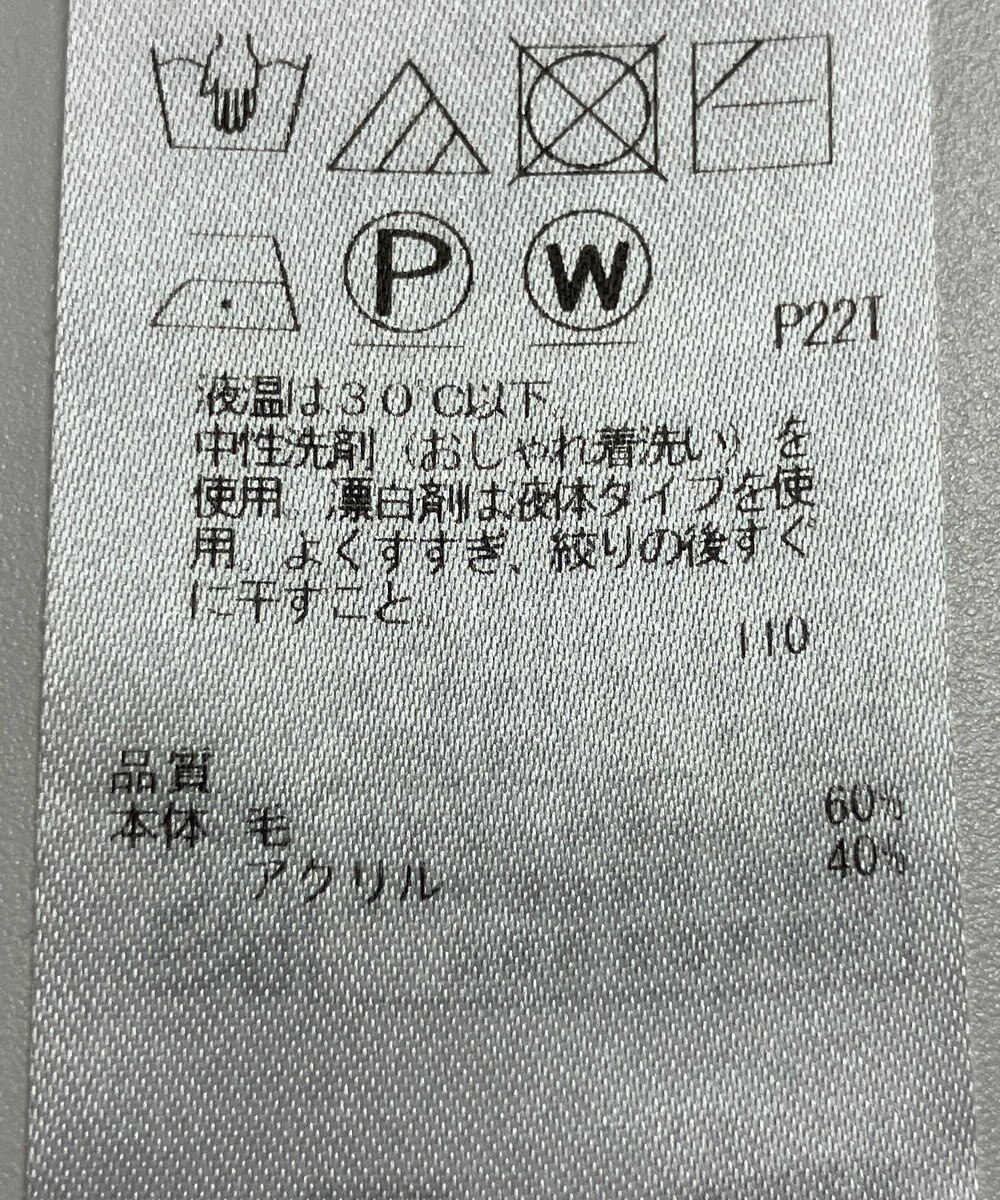 P W
P22T
液温は30℃以下。
中性洗剤（おしゃれ着洗い）を
使用。漂白剤は液体タイプを使
用。よくすすぎ、絞りの後すぐ
に干すこと。
110
品質
本体 毛 60%
アクリル 40%